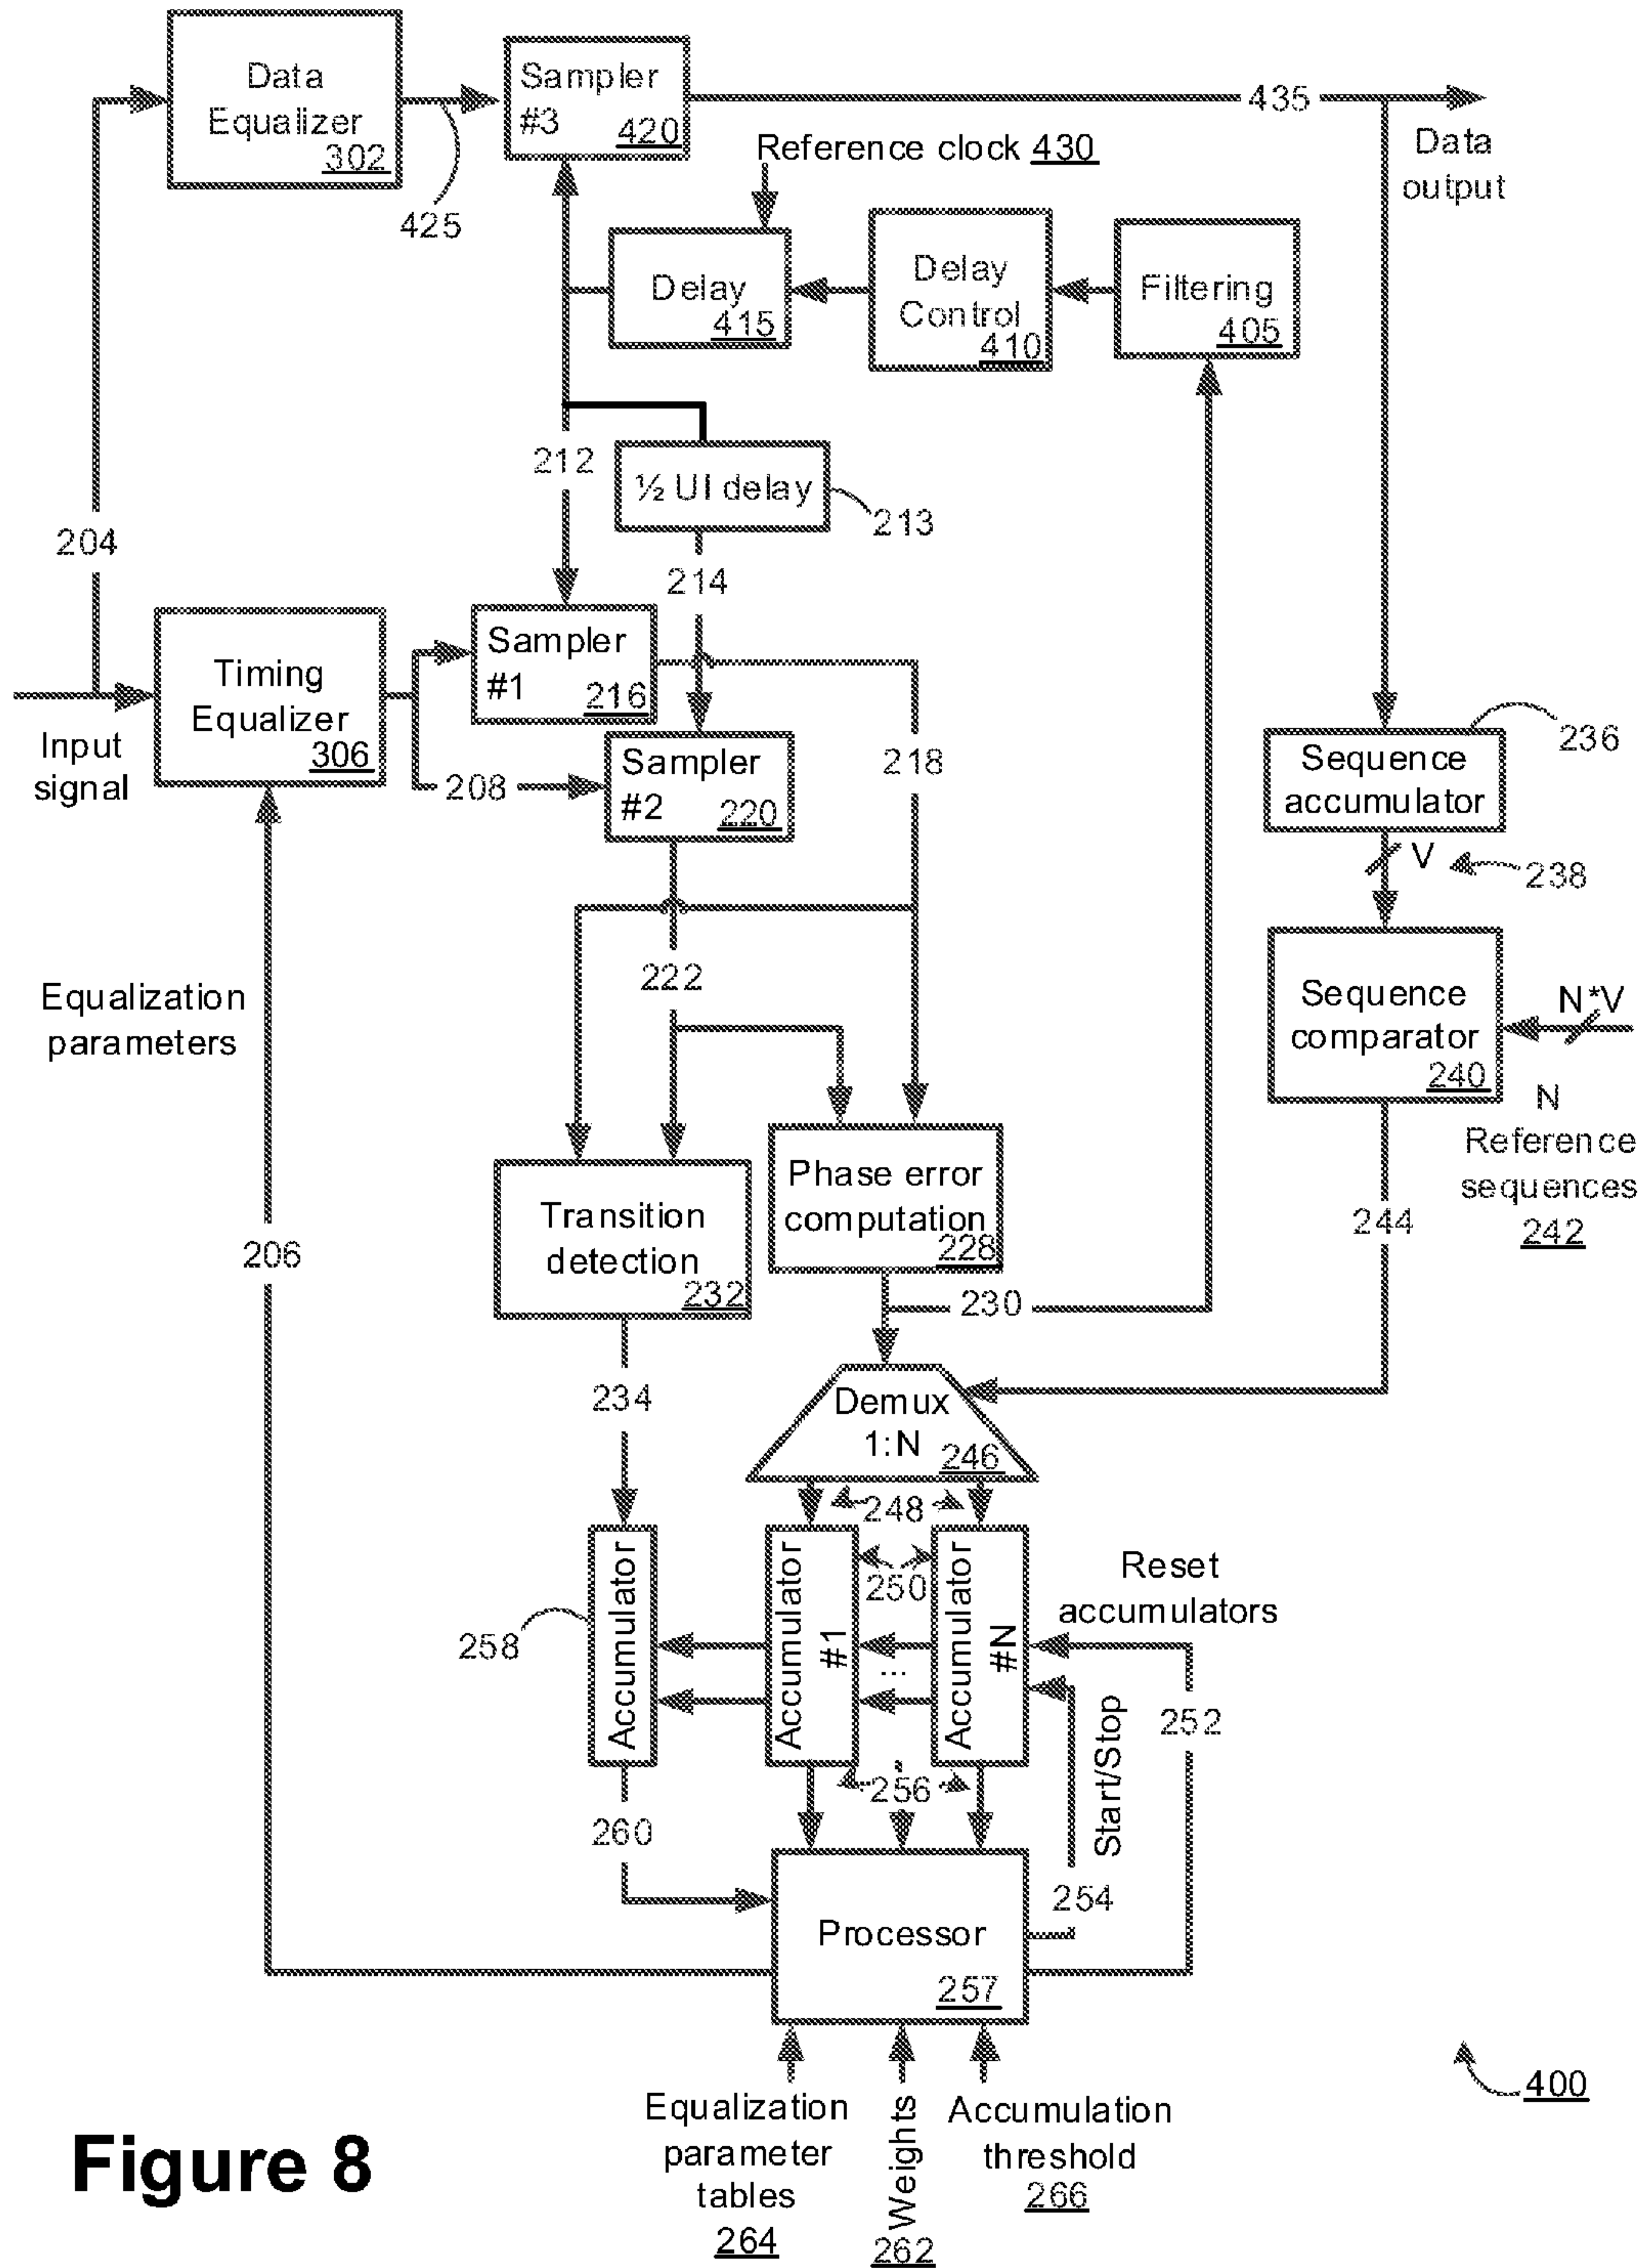 Data
Equalizer
302
Sampler
#3
420
435
Data
output
Reference clock 430
425
Delay
415
Delay
Control
410
Filtering
405
212
½ UI delay
213
204
214
Input
signal
Timing
Equalizer
306
Sampler
#1
216
208
Sampler
#2
220
218
Sequence
accumulator
236
V
238
222
Equalization
parameters
Sequence
comparator
240
N*V
N
Reference
sequences
242
206
Transition
detection
232
Phase error
computation
228
230
244
234
Demux
1:N
246
248
250
Accumulator
Accumulator
#1
...
Accumulator
#N
258
Reset
accumulators
252
Start/Stop
254
256
260
Processor
257
Equalization
parameter
tables
264
Weights
262
Accumulation
threshold
266
400
Figure 8